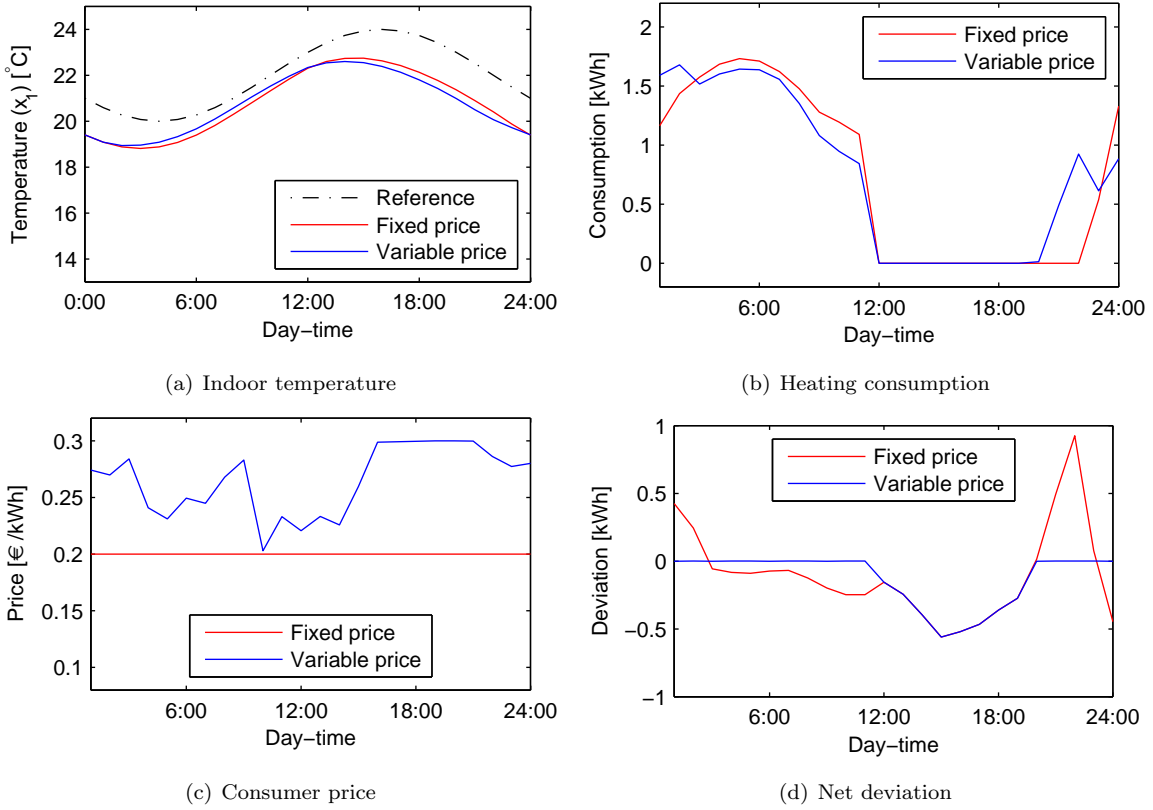 Temperature (x₁) [°C]
24
22
20
18
16
14
Reference
Fixed price
Variable price
0:00 6:00 12:00 18:00 24:00
Day−time
(a) Indoor temperature
Consumption [kWh]
2
1.5
1
0.5
0
Fixed price
Variable price
6:00 12:00 18:00 24:00
Day−time
(b) Heating consumption
Price [€/kWh]
0.3
0.25
0.2
0.15
0.1
Fixed price
Variable price
6:00 12:00 18:00 24:00
Day−time
(c) Consumer price
Deviation [kWh]
1
0.5
0
−0.5
−1
Fixed price
Variable price
6:00 12:00 18:00 24:00
Day−time
(d) Net deviation